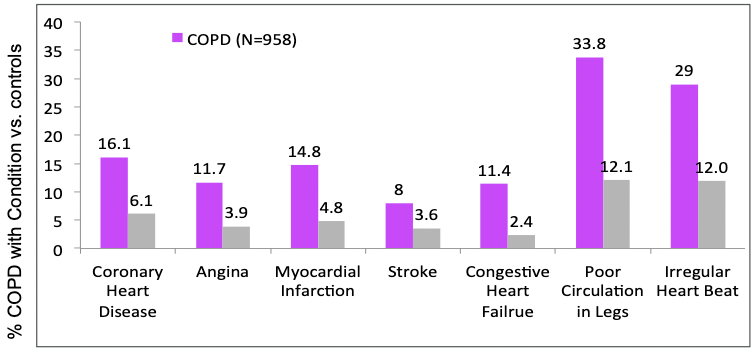 % COPD with Condition vs. controls
40
35
30
25
20
15
10
5
0
COPD (N=958)
16.1
6.1
11.7
3.9
14.8
4.8
8
3.6
11.4
2.4
33.8
12.1
29
12.0
Coronary
Heart
Disease
Angina
Myocardial
Infarction
Stroke
Congestive
Heart
Failrue
Poor
Circulation
in Legs
Irregular
Heart Beat